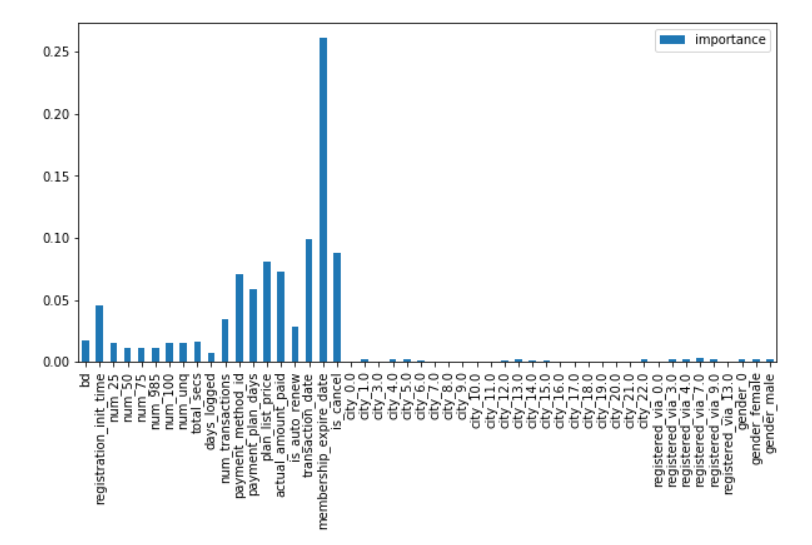 importance
0.25
0.20
0.15
0.10
0.05
0.00
bd
registration_init_time
num_25
num_50
num_75
num_985
num_100
num_unq
total_secs
days_logged
num_transactions
payment_method_id
payment_plan_days
plan_list_price
actual_amount_paid
is_auto_renew
transaction_date
membership_expire_date
is_cancel
city_0.0
city_1.0
city_3.0
city_4.0
city_5.0
city_6.0
city_7.0
city_8.0
city_9.0
city_10.0
city_11.0
city_12.0
city_13.0
city_14.0
city_15.0
city_16.0
city_17.0
city_18.0
city_19.0
city_20.0
city_21.0
city_22.0
registered_via_0.0
registered_via_3.0
registered_via_4.0
registered_via_7.0
registered_via_9.0
registered_via_13.0
gender_0
gender_female
gender_male